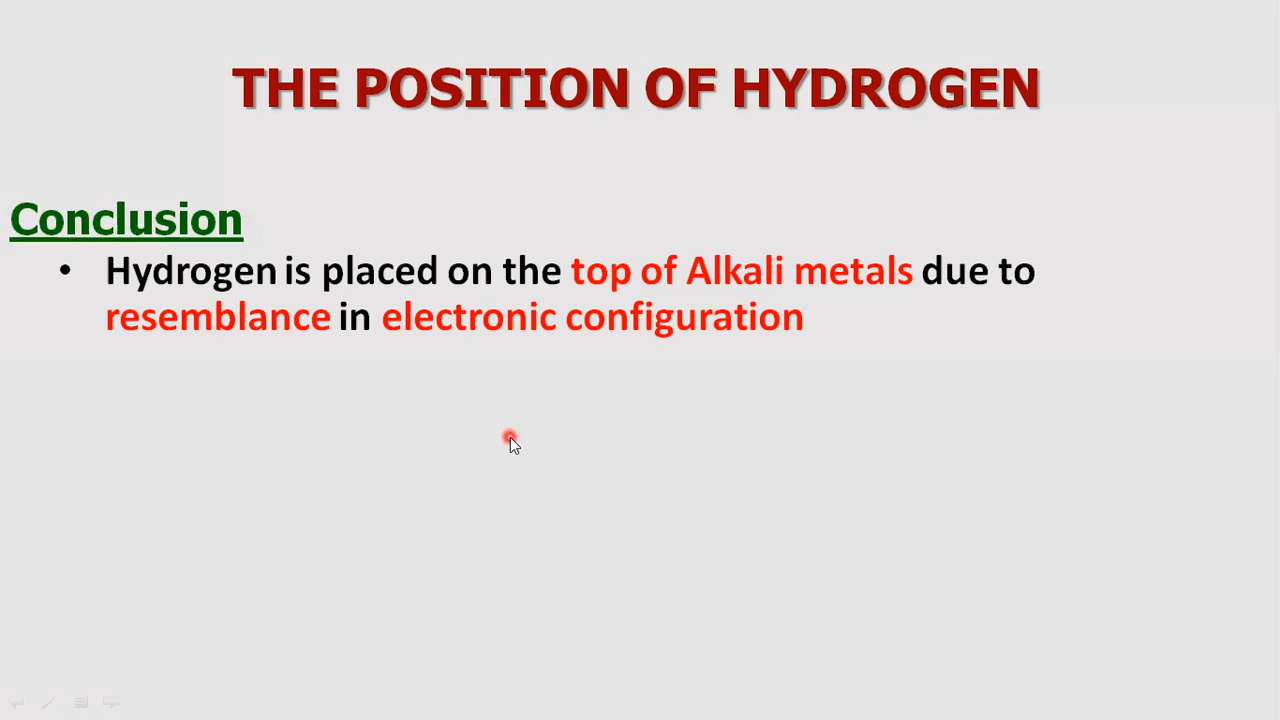 THE POSITION OF HYDROGEN
Conclusion
• Hydrogen is placed on the top of Alkali metals due to
resemblance in electronic configuration